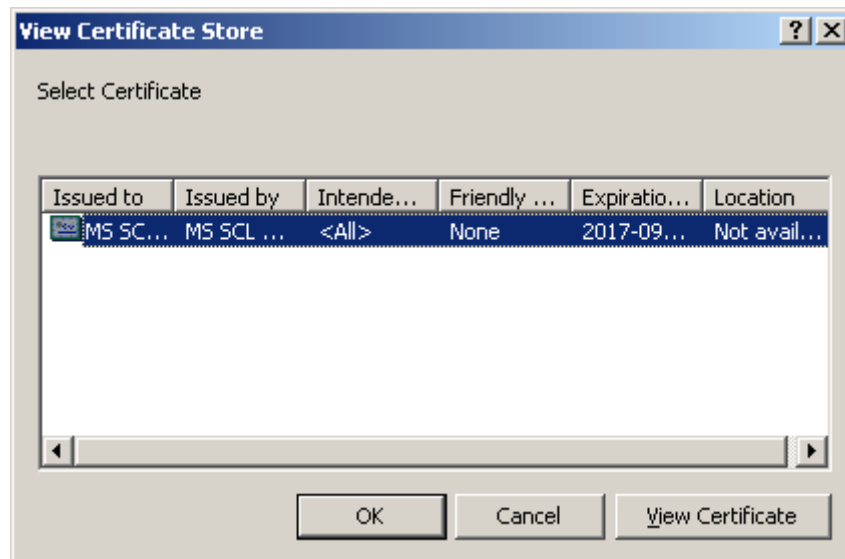 View Certificate Store
Select Certificate
Issued to Issued by Intende... Friendly ... Expiratio... Location
MS SC... MS SCL ... <All> None 2017-09... Not avail...
OK Cancel View Certificate